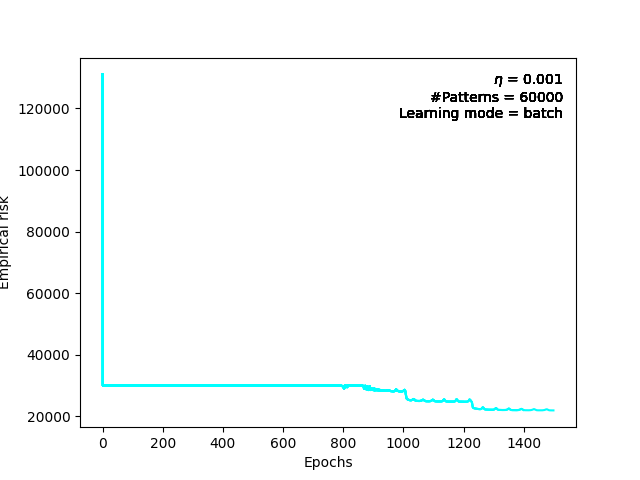 η = 0.001
#Patterns = 60000
Learning mode = batch
120000
100000
80000
60000
40000
20000
Empirical risk
0 200 400 600 800 1000 1200 1400
Epochs